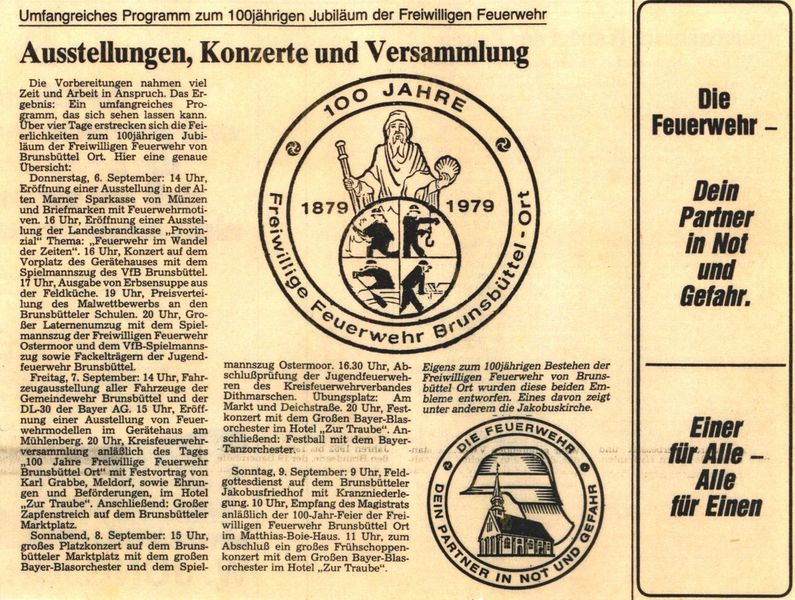 Umfangreiches Programm zum 100jährigen Jubiläum der Freiwilligen Feuerwehr
Ausstellungen, Konzerte und Versammlung
Die Vorbereitungen nahmen viel
Zeit und Arbeit in Anspruch. Das Er-
gebnis: Ein umfangreiches Pro-
gramm, das sich sehen lassen kann.
Über vier Tage erstrecken sich die Fei-
erlichkeiten zum 100jährigen Jubi-
läum der Freiwilligen Feuerwehr von
Brunsbüttel Ort. Hier eine genaue
Übersicht:
Donnerstag, 6. September: 14 Uhr,
Eröffnung einer Ausstellung in der Al-
ten Marner Sparkasse von Münzen
und Briefmarken mit Feuerwehrmoti-
ven. 16 Uhr, Eröffnung einer Ausstel-
lung der Landesbrandkasse „Provin-
zial" Thema: „Feuerwehr im Wandel
der Zeiten". 16 Uhr, Konzert auf dem
Vorplatz des Gerätehauses mit dem
Spielmannszug des VfB Brunsbüttel.
17 Uhr, Ausgabe von Erbsensuppe aus
der Feldküche. 19 Uhr, Preisvertei-
lung des Malwettbewerbs an den
Brunsbütteler Schulen. 20 Uhr, Gro-
ßer Laternenumzug mit dem Spiel-
mannszug der Freiwilligen Feuerwehr
Ostermoor und dem VfB-Spielmanns-
zug sowie Fackelträgern der Jugend-
feuerwehr Brunsbüttel.
Freitag, 7. September: 14 Uhr, Fahr-
zeugausstellung aller Fahrzeuge der
Gemeindewehr Brunsbüttel und der
DL-30 der Bayer AG. 15 Uhr, Eröff-
nung einer Ausstellung von Feuer-
wehrmodellen im Gerätehaus am
Mühlenberg. 20 Uhr, Kreisfeuerwehr-
versammlung anläßlich des Tages
„100 Jahre Freiwillige Feuerwehr
Brunsbüttel Ort" mit Festvortrag von
Karl Grabbe, Meldorf, sowie Ehrun-
gen und Beförderungen, im Hotel
„Zur Traube". Anschließend: Großer
Zapfenstreich auf dem Brunsbütteler
Marktplatz.
Sonnabend, 8. September: 15 Uhr,
großes Platzkonzert auf dem Bruns-
bütteler Marktplatz mit dem großen
Bayer-Blasorchester und dem Spiel-
mannszug Ostermoor. 16.30 Uhr, Ab-
schlußprüfung der Jugendfeuerweh-
ren des Kreisfeuerwehrverbandes
Dithmarschen. Übungsplatz: Am
Markt und Deichstraße. 20 Uhr, Fest-
konzert mit dem Großen Bayer-Blas-
orchester im Hotel „Zur Traube". An-
schließend: Festball mit dem Bayer-
Tanzorchester.
Sonntag, 9. September: 9 Uhr, Feld-
gottesdienst auf dem Brunsbütteler
Jakobusfriedhof mit Kranzniederle-
gung. 10 Uhr, Empfang des Magistrats
anläßlich der 100-Jahr-Feier der Frei-
willigen Feuerwehr Brunsbüttel Ort
im Matthias-Boie-Haus. 11 Uhr, zum
Abschluß ein großes Frühschoppen-
konzert mit dem Großen Bayer-Blas-
orchester im Hotel „Zur Traube".
100 JAHRE
1879 1979
Freiwillige Feuerwehr Brunsbüttel-Ort
Eigens zum 100jährigen Bestehen der
Freiwilligen Feuerwehr von Bruns-
büttel Ort wurden diese beiden Em-
bleme entworfen. Eines davon zeigt
unter anderem die Jakobuskirche.
DIE FEUERWEHR
DEIN PARTNER IN NOT UND GEFAHR
Die
Feuerwehr –
Dein
Partner
in Not
und
Gefahr.
Einer
für Alle –
Alle
für Einen